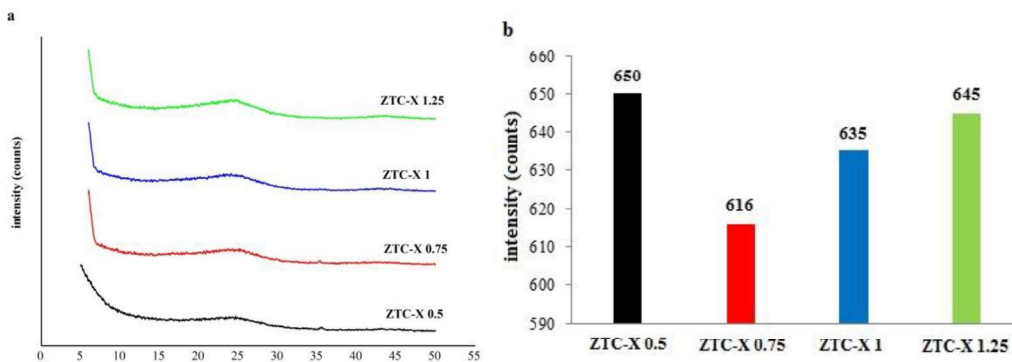 a
intensity (counts)
ZTC-X 1.25
ZTC-X 1
ZTC-X 0.75
ZTC-X 0.5
0 5 10 15 20 25 30 35 40 45 50 55
b
intensity (counts)
660
650
640
630
620
610
600
590
650
616
635
645
ZTC-X 0.5 ZTC-X 0.75 ZTC-X 1 ZTC-X 1.25